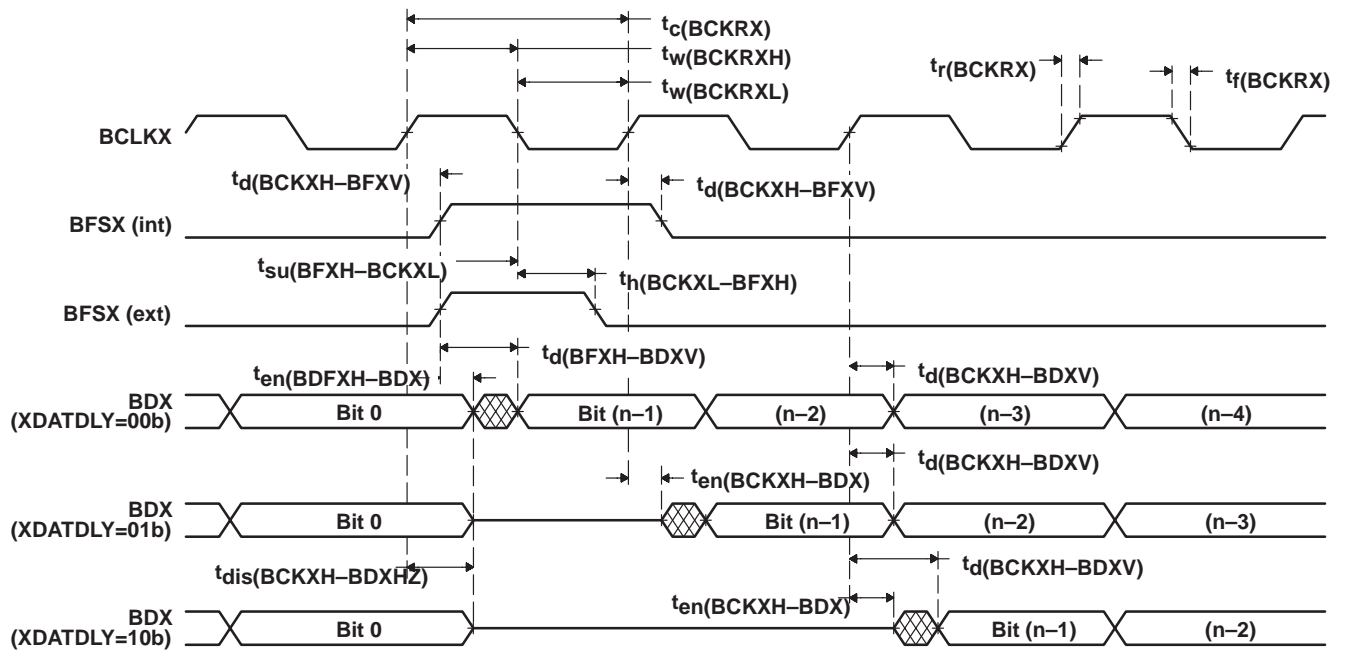 tc(BCKRX)
tw(BCKRXH)
tr(BCKRX)
tf(BCKRX)
tw(BCKRXL)
BCLKX
td(BCKXH–BFXV)
td(BCKXH–BFXV)
BFSX (int)
tsu(BFXH–BCKXL)
th(BCKXL–BFXH)
BFSX (ext)
td(BFXH–BDXV)
ten(BDFXH–BDX)
td(BCKXH–BDXV)
BDX
(XDATDLY=00b)
Bit 0
Bit (n–1)
(n–2)
(n–3)
(n–4)
td(BCKXH–BDXV)
ten(BCKXH–BDX)
BDX
(XDATDLY=01b)
Bit 0
Bit (n–1)
(n–2)
(n–3)
tdis(BCKXH–BDXHZ)
td(BCKXH–BDXV)
ten(BCKXH–BDX)
BDX
(XDATDLY=10b)
Bit 0
Bit (n–1)
(n–2)